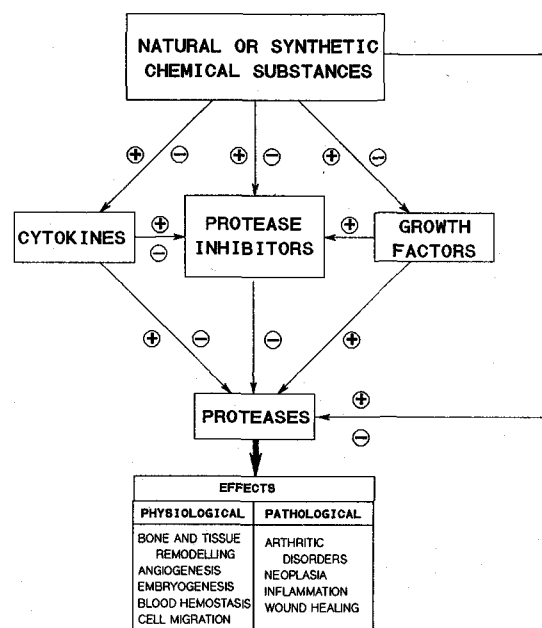 NATURAL OR SYNTHETIC
CHEMICAL SUBSTANCES
+ − + − + −
CYTOKINES
+
−
PROTEASE
INHIBITORS
+
GROWTH
FACTORS
+ − − +
PROTEASES
+
−
EFFECTS
PHYSIOLOGICAL
BONE AND TISSUE
REMODELLING
ANGIOGENESIS
EMBRYOGENESIS
BLOOD HEMOSTASIS
CELL MIGRATION
PATHOLOGICAL
ARTHRITIC
DISORDERS
NEOPLASIA
INFLAMMATION
WOUND HEALING